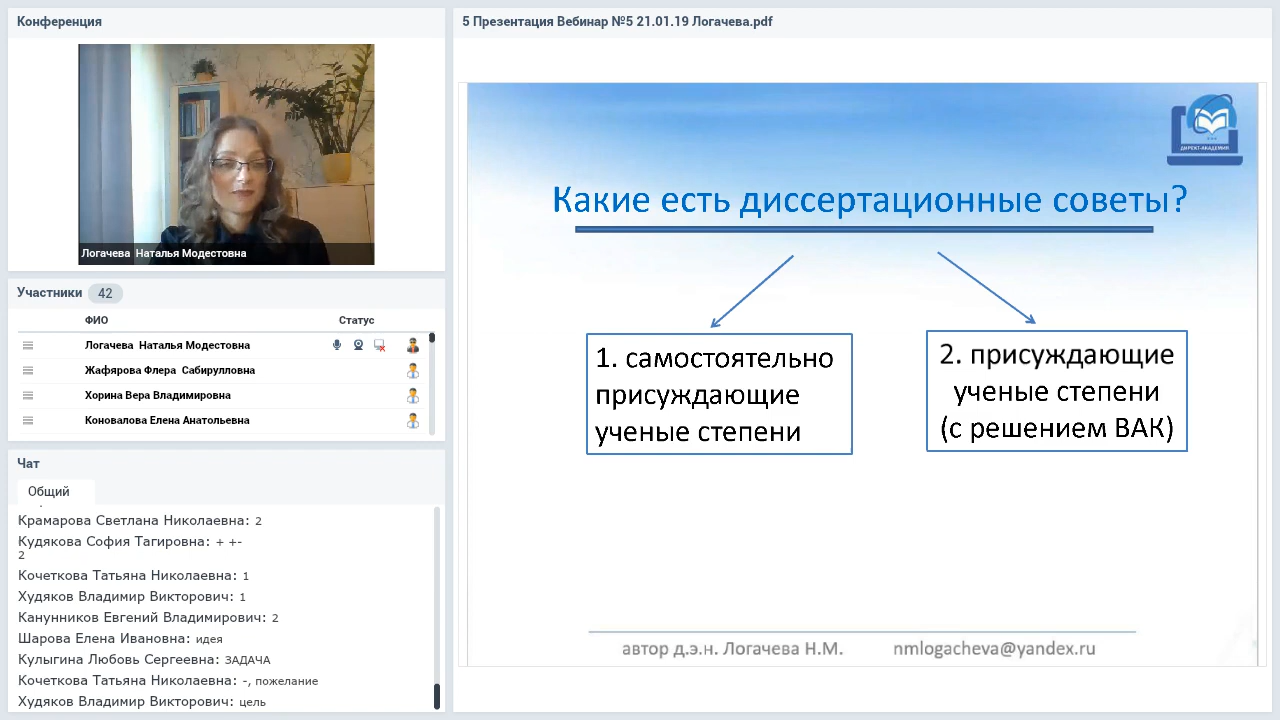 Конференция
Логачева Наталья Модестовна
Участники 42
ФИО Статус
Логачева Наталья Модестовна
Жафярова Флера Сабирулловна
Хорина Вера Владимировна
Коновалова Елена Анатольевна
Чат
Общий
Крамарова Светлана Николаевна: 2
Кудякова София Тагировна: + +-
2
Кочеткова Татьяна Николаевна: 1
Худяков Владимир Викторович: 1
Канунников Евгений Владимирович: 2
Шарова Елена Ивановна: идея
Кулыгина Любовь Сергеевна: ЗАДАЧА
Кочеткова Татьяна Николаевна: -, пожелание
Худяков Владимир Викторович: цель
5 Презентация Вебинар №5 21.01.19 Логачева.pdf
ДИРЕКТ-АКАДЕМИЯ
Какие есть диссертационные советы?
1. самостоятельно
присуждающие
ученые степени
2. присуждающие
ученые степени
(с решением ВАК)
автор д.э.н. Логачева Н.М. nmlogacheva@yandex.ru